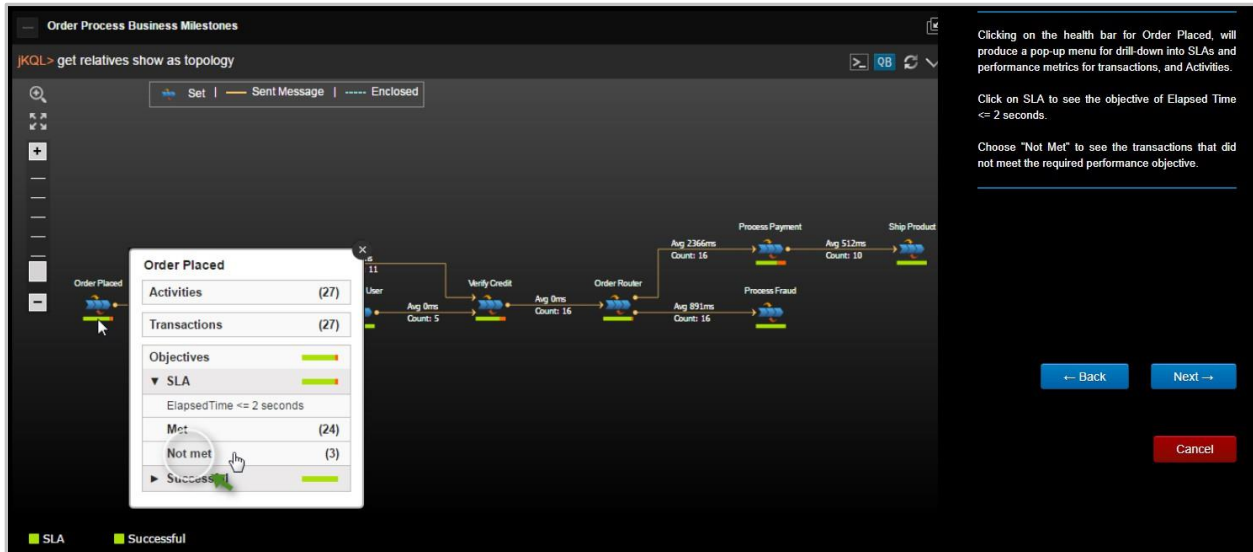 Order Process Business Milestones
jKQL> get relatives show as topology
>_ QB
Set | Sent Message | Enclosed
Clicking on the health bar for Order Placed, will
produce a pop-up menu for drill-down into SLAs and
performance metrics for transactions, and Activities.
Click on SLA to see the objective of Elapsed Time
<= 2 seconds.
Choose "Not Met" to see the transactions that did
not meet the required performance objective.
← Back
Next →
Cancel
Order Placed
11
User
Avg 0ms
Count: 5
Verify Credit
Avg 0ms
Count: 16
Order Router
Avg 2366ms
Count: 16
Process Payment
Avg 512ms
Count: 10
Ship Product
Avg 891ms
Count: 16
Process Fraud
Order Placed
Activities (27)
Transactions (27)
Objectives
▼ SLA
ElapsedTime <= 2 seconds
Met (24)
Not met (3)
► Successful
SLA
Successful